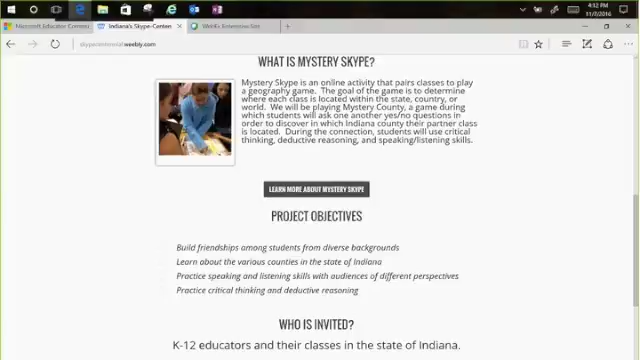 4:32 PM
11/7/2016
Microsoft Educator Commu
Indiana's Skype-Centen
skypecentennial.weebly.com
WHAT IS MYSTERY SKYPE?
Mystery Skype is an online activity that pairs classes to play
a geography game. The goal of the game is to determine
where each class is located within the state, country, or
world. We will be playing Mystery County, a game during
which students will ask one another yes/no questions in
order to discover in which Indiana county their partner class
is located. During the connection, students will use critical
thinking, deductive reasoning, and speaking/listening skills.
LEARN MORE ABOUT MYSTERY SKYPE
PROJECT OBJECTIVES
Build friendships among students from diverse backgrounds
Learn about the various counties in the state of Indiana
Practice speaking and listening skills with audiences of different perspectives
Practice critical thinking and deductive reasoning
WHO IS INVITED?
K-12 educators and their classes in the state of Indiana.